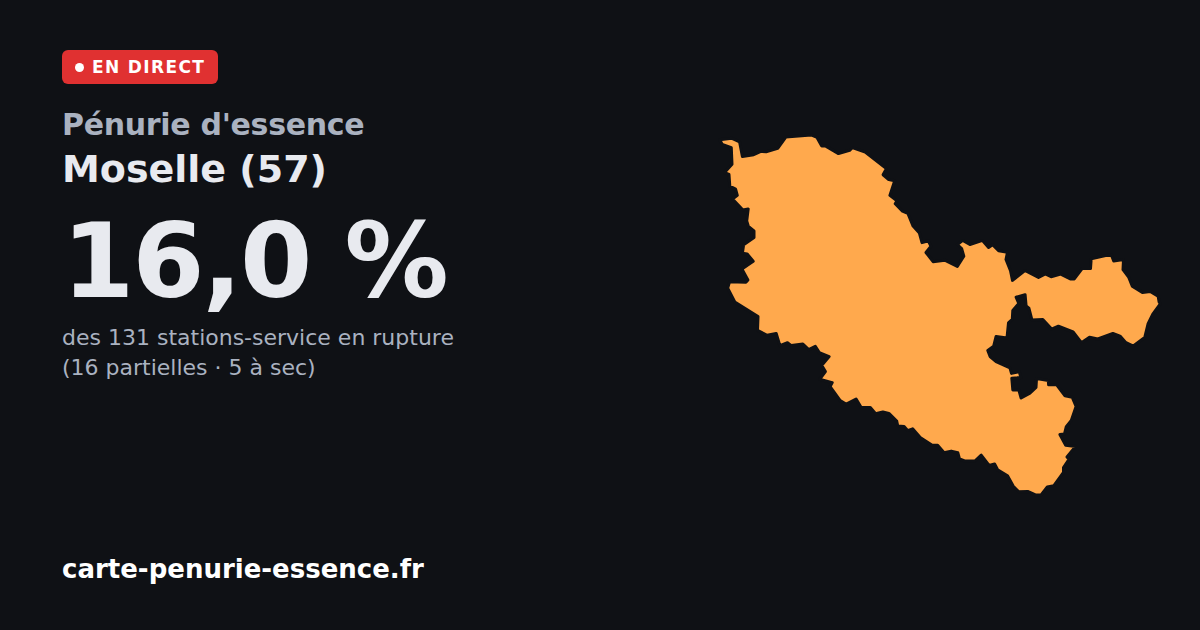 EN DIRECT
Pénurie d'essence
Moselle (57)
16,0 %
des 131 stations-service en rupture
(16 partielles · 5 à sec)
carte-penurie-essence.fr